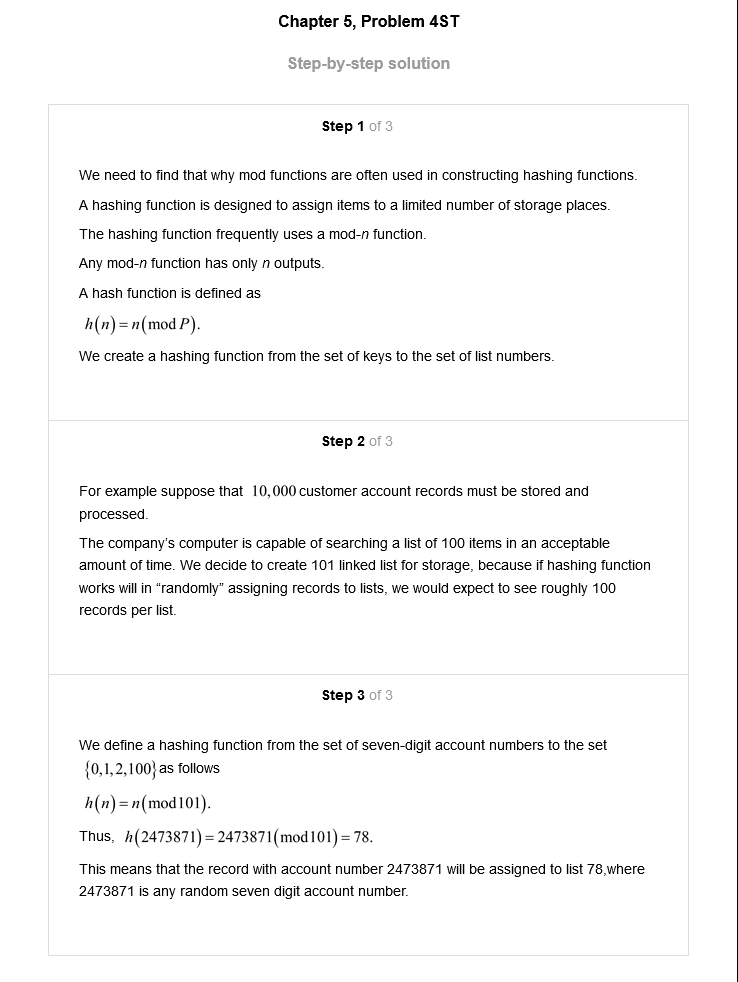 Chapter 5, Problem 4ST
Step-by-step solution
Step 1 of 3
We need to find that why mod functions are often used in constructing hashing functions.
A hashing function is designed to assign items to a limited number of storage places.
The hashing function frequently uses a mod-n function.
Any mod-n function has only n outputs.
A hash function is defined as
h(n) = n(mod P).
We create a hashing function from the set of keys to the set of list numbers.
Step 2 of 3
For example suppose that 10,000 customer account records must be stored and
processed.
The company's computer is capable of searching a list of 100 items in an acceptable
amount of time. We decide to create 101 linked list for storage, because if hashing function
works will in “randomly” assigning records to lists, we would expect to see roughly 100
records per list.
Step 3 of 3
We define a hashing function from the set of seven-digit account numbers to the set
{0,1,2,100} as follows
h(n) = n(mod101).
Thus, h(2473871) = 2473871(mod101) = 78.
This means that the record with account number 2473871 will be assigned to list 78,where
2473871 is any random seven digit account number.